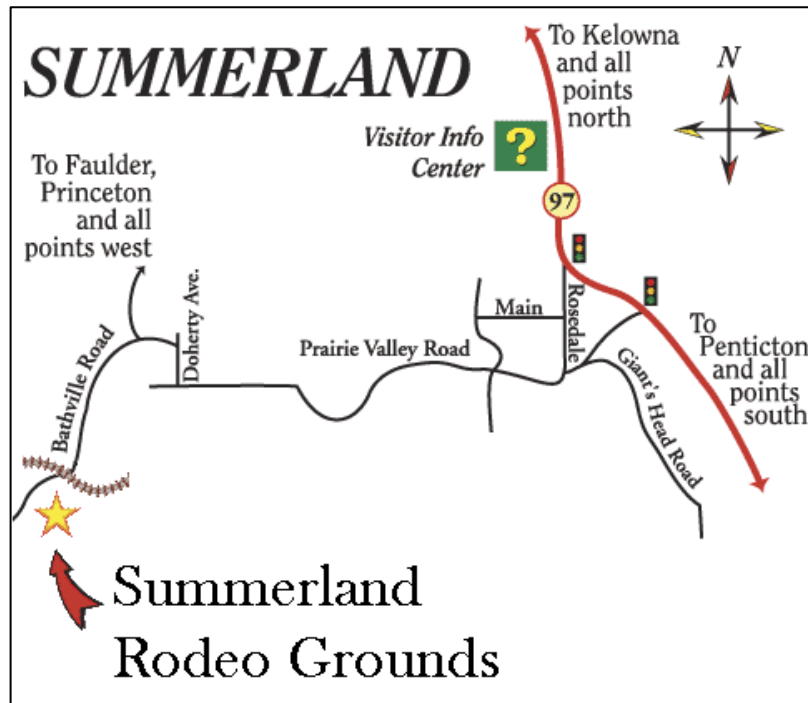 SUMMERLAND
To Kelowna
and all
points
north
N
Visitor Info
Center
?
97
To Faulder,
Princeton
and all
points west
Doherty Ave.
Bathville Road
Prairie Valley Road
Main
Rosedale
Giant's Head Road
To
Penticton
and all
points
south
Summerland
Rodeo Grounds